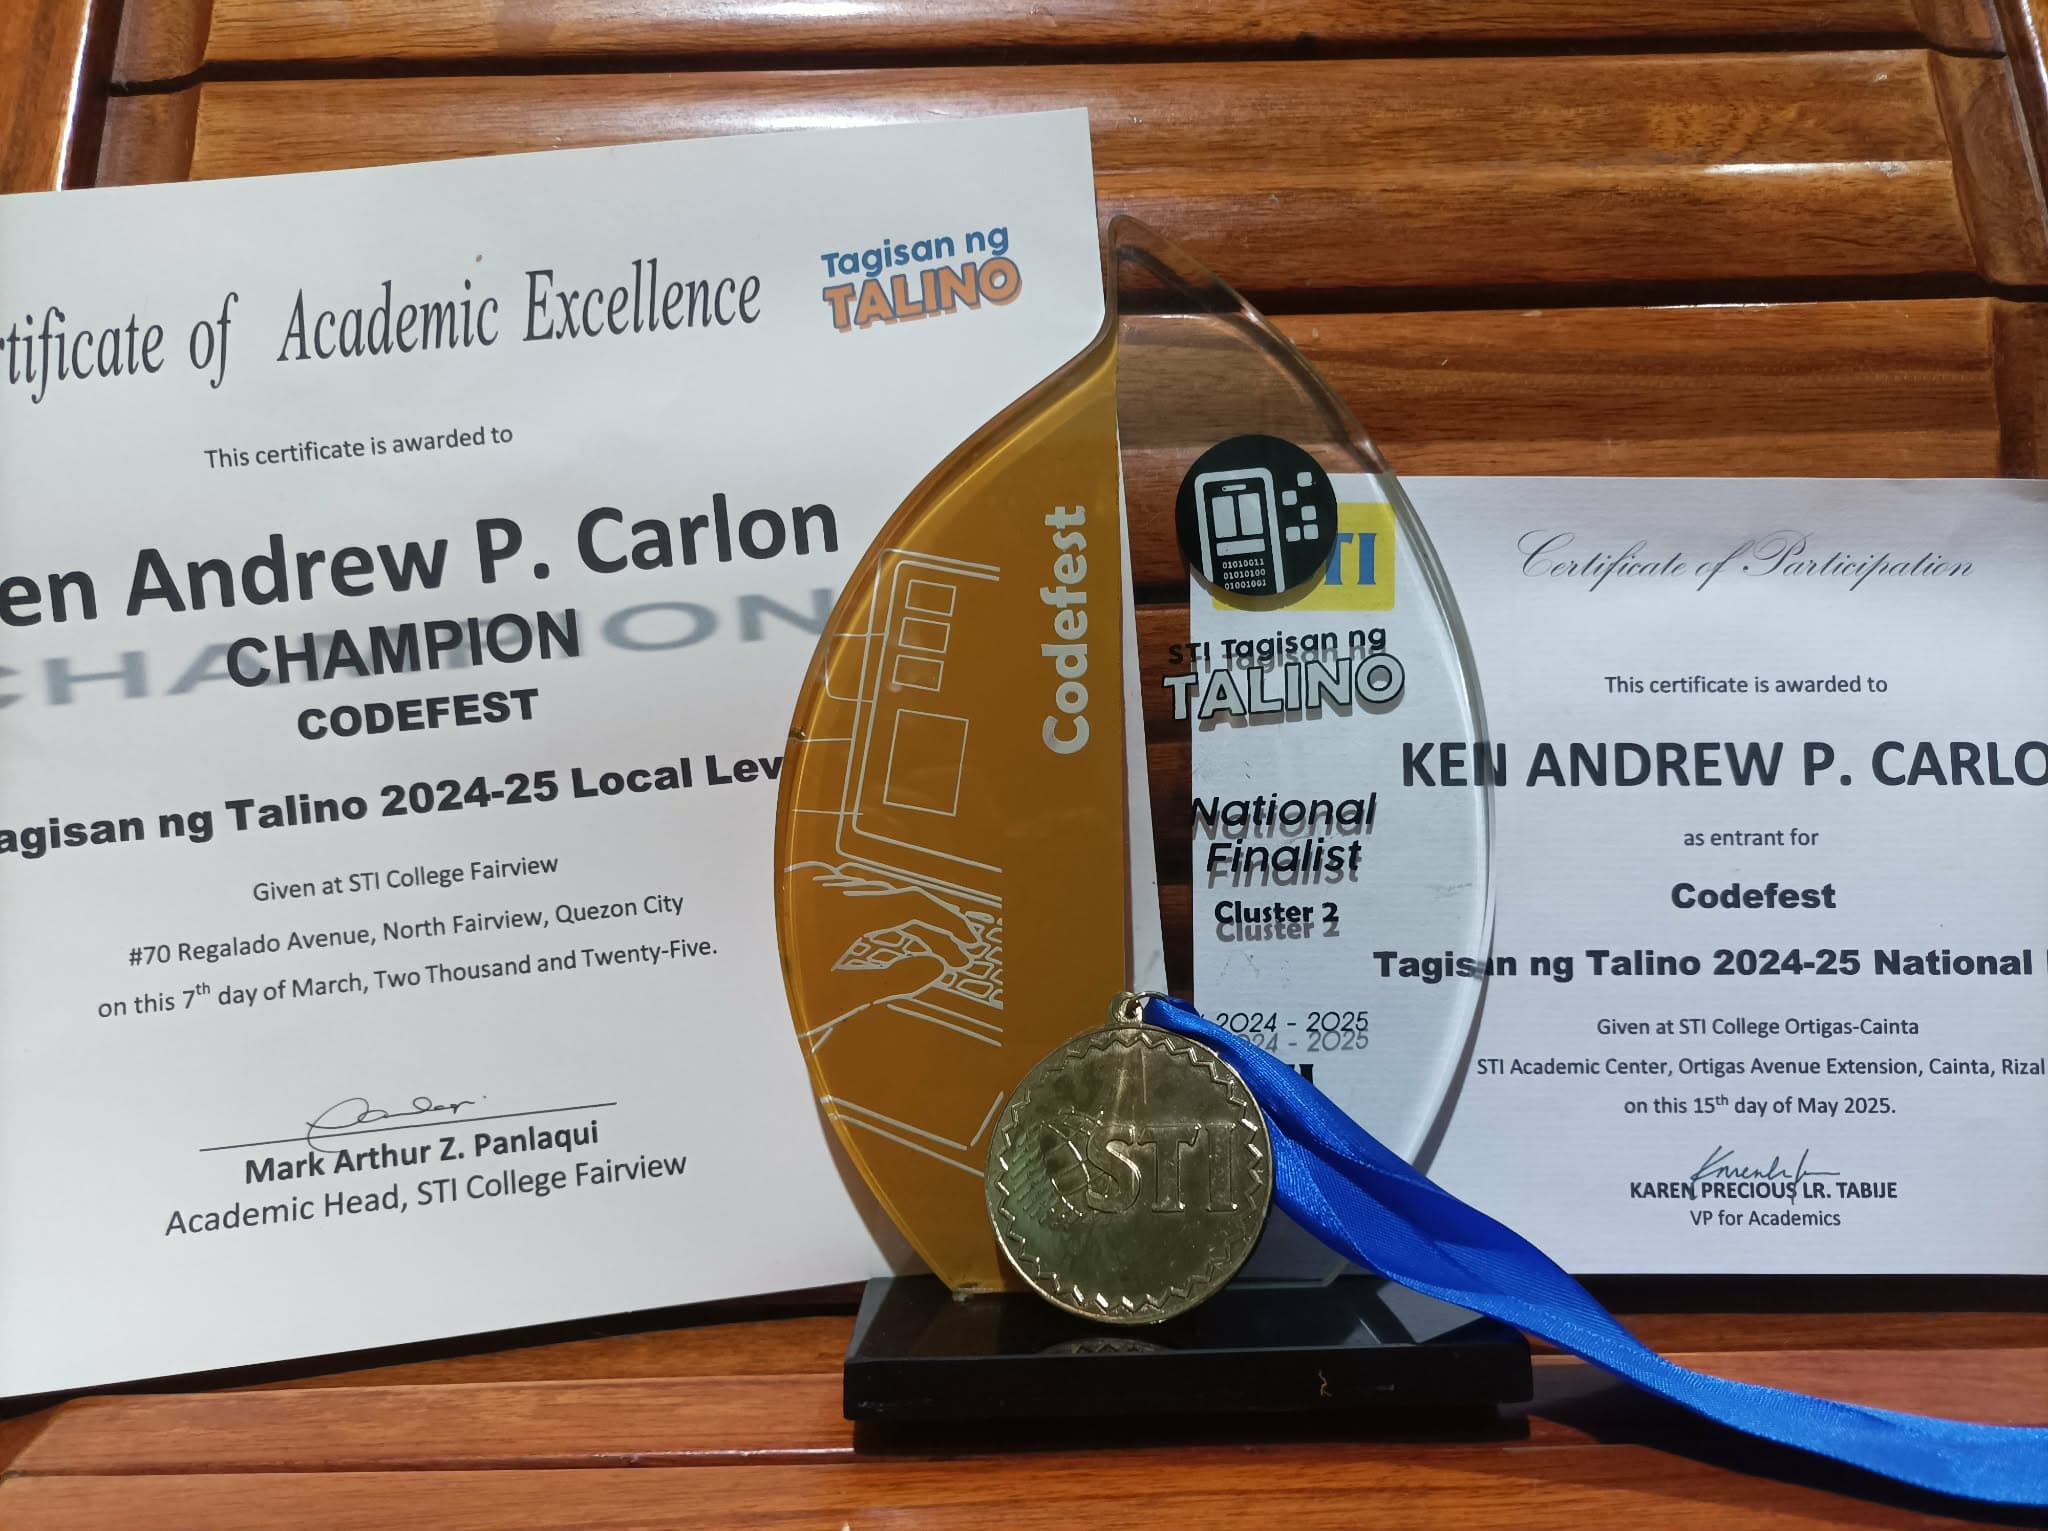 rtificate of Academic Excellence
Tagisan ng
TALINO
This certificate is awarded to
en Andrew P. Carlon
CHAMPION
CHAMPION
CODEFEST
agisan ng Talino 2024-25 Local Lev
Given at STI College Fairview
#70 Regalado Avenue, North Fairview, Quezon City
on this 7th day of March, Two Thousand and Twenty-Five.
Mark Arthur Z. Panlaqui
Academic Head, STI College Fairview
Codefest
01010011
01010100
01001001
STI Tagisan ng
TALINO
National
Finalist
Cluster 2
2024 - 2025
STI
TI
Certificate of Participation
This certificate is awarded to
KEN ANDREW P. CARLO
as entrant for
Codefest
Tagisan ng Talino 2024-25 National
Given at STI College Ortigas-Cainta
STI Academic Center, Ortigas Avenue Extension, Cainta, Rizal
on this 15th day of May 2025.
KAREN PRECIOUS LR. TABIJE
VP for Academics